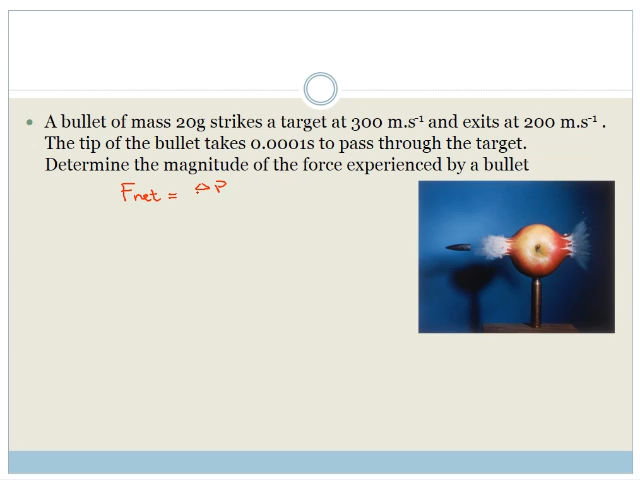 A bullet of mass 20g strikes a target at 300 m.s⁻¹ and exits at 200 m.s⁻¹ .
The tip of the bullet takes 0.0001s to pass through the target.
Determine the magnitude of the force experienced by a bullet
Fnet = ΔP